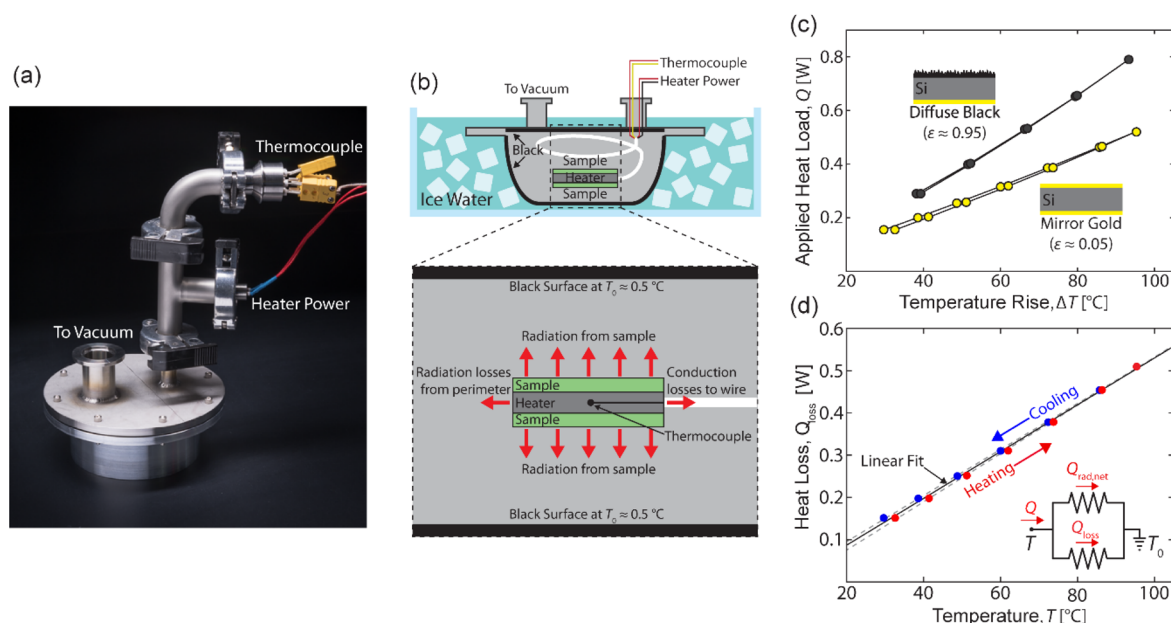 (a)
Thermocouple
Heater Power
To Vacuum
(b)
Thermocouple
Heater Power
To Vacuum
Black
Sample
Heater
Sample
Ice Water
Black Surface at T₀ ≈ 0.5 °C
Radiation from sample
Radiation losses
from perimeter
Conduction
losses to wire
Sample
Heater
Sample
Thermocouple
Radiation from sample
Black Surface at T₀ ≈ 0.5 °C
(c)
Applied Heat Load, Q [W]
0.8
0.6
0.4
0.2
Si
Diffuse Black
(ε ≈ 0.95)
Si
Mirror Gold
(ε ≈ 0.05)
20 40 60 80 100
Temperature Rise, ΔT [°C]
(d)
Heat Loss, Qloss [W]
0.6
0.5
0.4
0.3
0.2
0.1
Cooling
Linear Fit
Heating
Qrad,net
Q
Qloss
T
T₀
20 40 60 80 100
Temperature, T [°C]